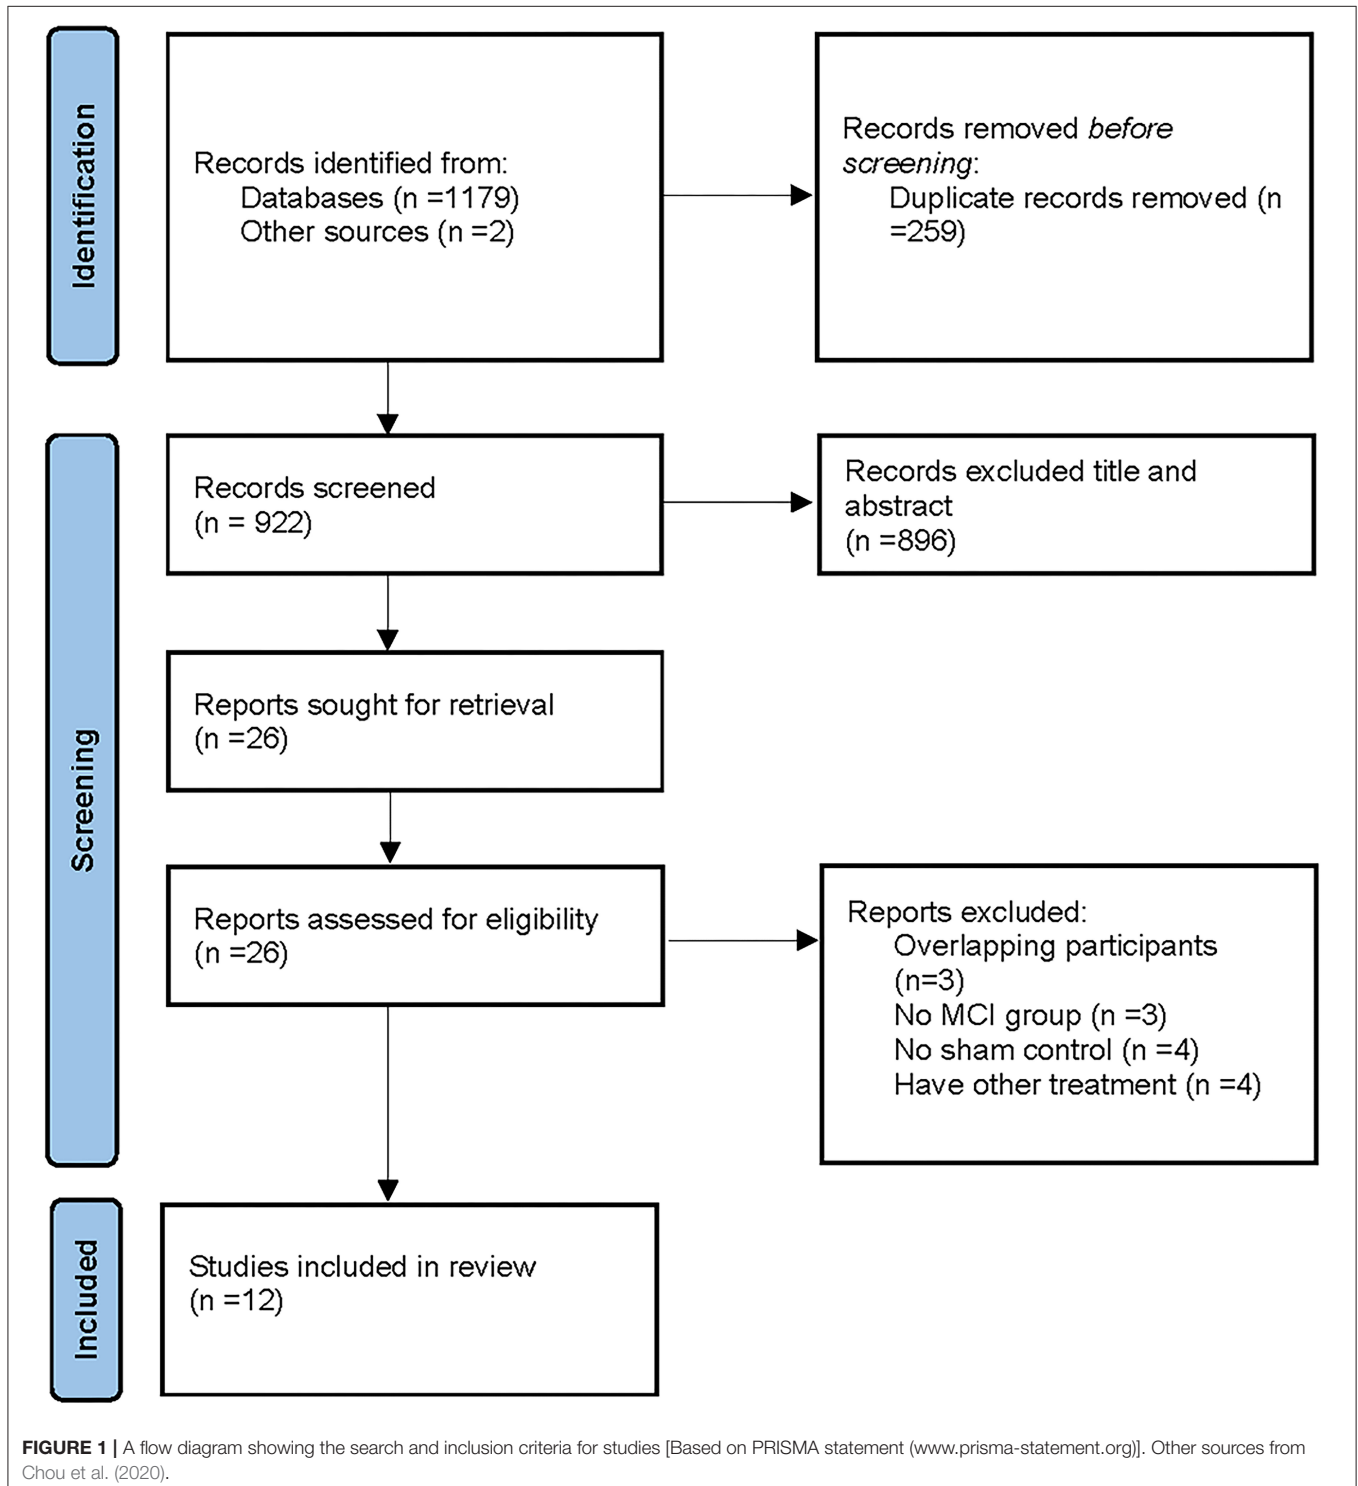 Identification
Records identified from:
Databases (n =1179)
Other sources (n =2)
Records removed before
screening:
Duplicate records removed (n
=259)
Screening
Records screened
(n = 922)
Records excluded title and
abstract
(n =896)
Reports sought for retrieval
(n =26)
Reports assessed for eligibility
(n =26)
Reports excluded:
Overlapping participants
(n=3)
No MCI group (n =3)
No sham control (n =4)
Have other treatment (n =4)
Included
Studies included in review
(n =12)
FIGURE 1 | A flow diagram showing the search and inclusion criteria for studies [Based on PRISMA statement (www.prisma-statement.org)]. Other sources from
Chou et al. (2020).